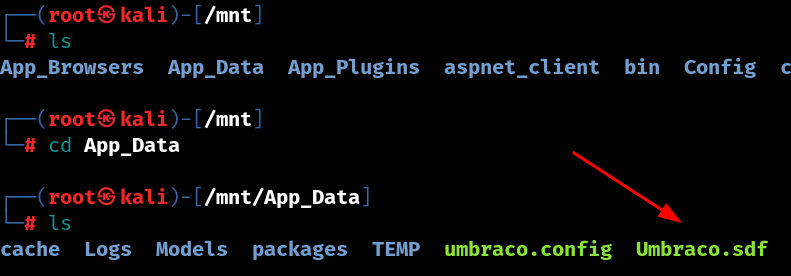 ┌──(root㉿kali)-[/mnt]
└─# ls
App_Browsers  App_Data  App_Plugins  aspnet_client  bin  Config  c
┌──(root㉿kali)-[/mnt]
└─# cd App_Data
┌──(root㉿kali)-[/mnt/App_Data]
└─# ls
cache  Logs  Models  packages  TEMP  umbraco.config  Umbraco.sdf